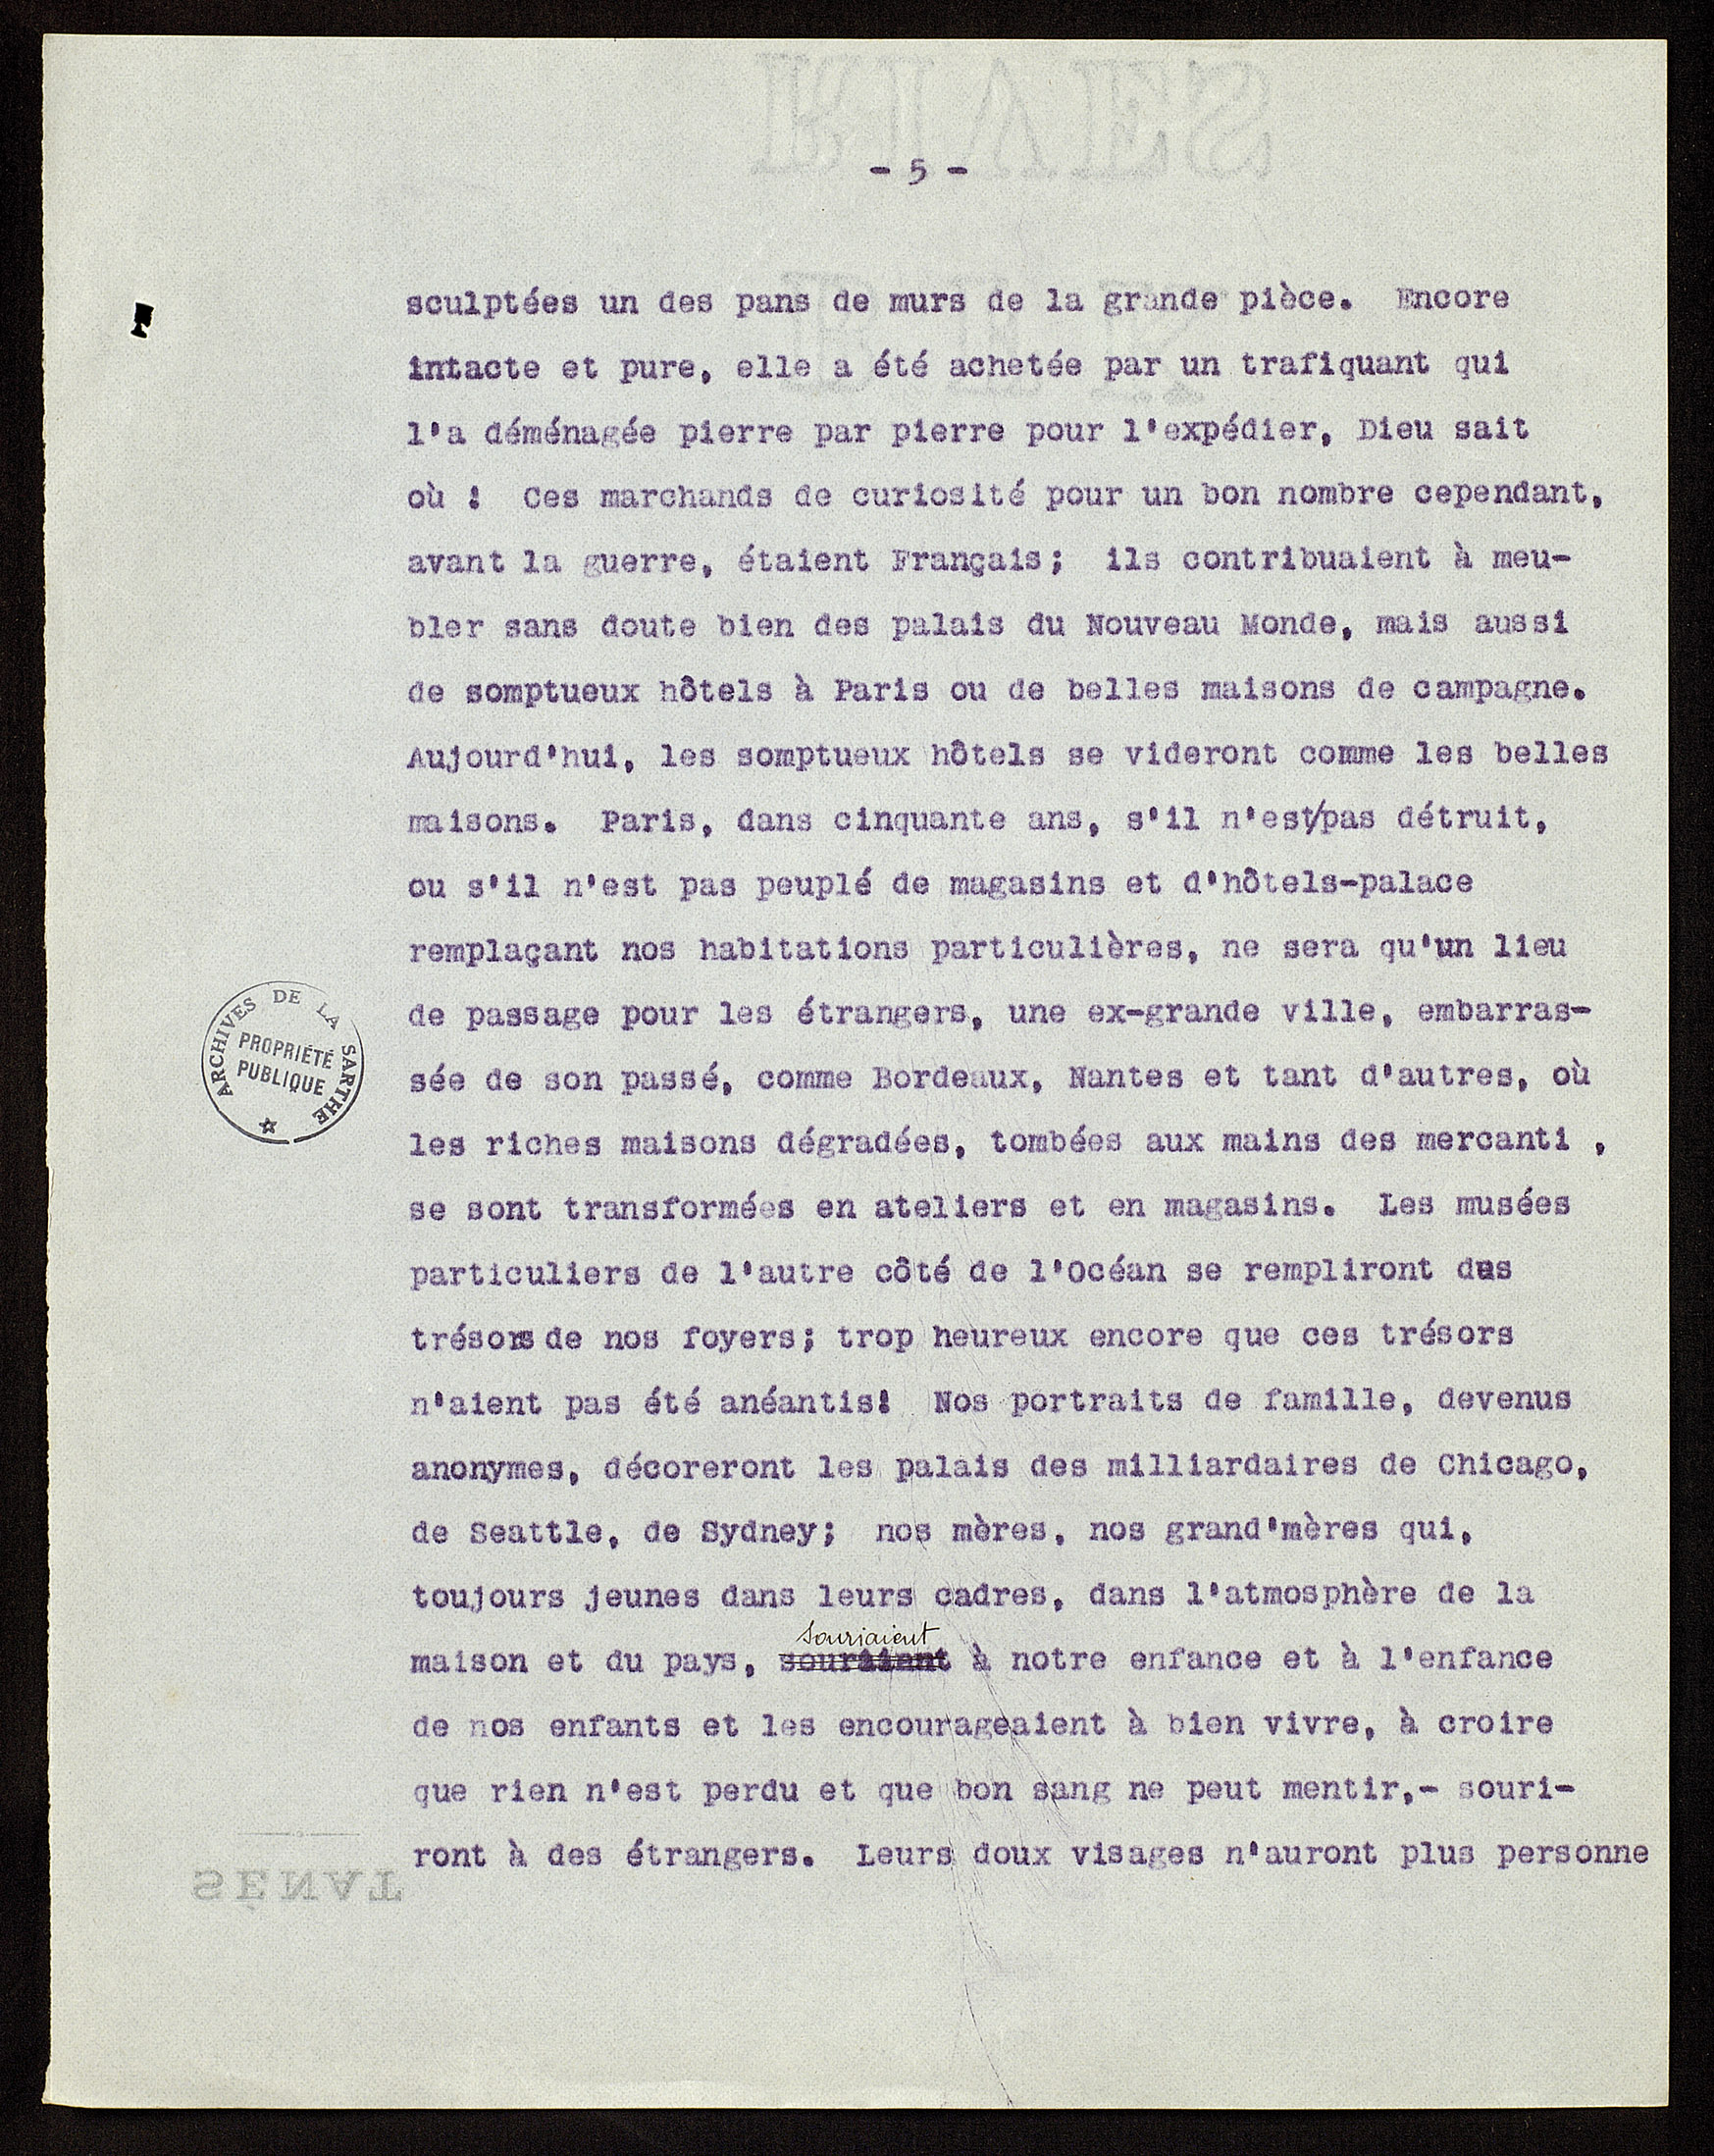 - 5 -
sculptées un des pans de murs de la grande pièce. Encore
intacte et pure, elle a été achetée par un trafiquant qui
l'a déménagée pierre par pierre pour l'expédier, Dieu sait
où ! Ces marchands de curiosité pour un bon nombre cependant,
avant la guerre, étaient Français; ils contribuaient à meu-
bler sans doute bien des palais du Nouveau Monde, mais aussi
de somptueux hôtels à Paris ou de belles maisons de campagne.
Aujourd'hui, les somptueux hôtels se videront comme les belles
maisons. Paris, dans cinquante ans, s'il n'est/pas détruit,
ou s'il n'est pas peuplé de magasins et d'hôtels-palace
remplaçant nos habitations particulières, ne sera qu'un lieu
de passage pour les étrangers, une ex-grande ville, embarras-
sée de son passé, comme Bordeaux, Nantes et tant d'autres, où
les riches maisons dégradées, tombées aux mains des mercanti ,
se sont transformées en ateliers et en magasins. Les musées
particuliers de l'autre côté de l'Océan se rempliront des
trésors de nos foyers; trop heureux encore que ces trésors
n'aient pas été anéantis! Nos portraits de famille, devenus
anonymes, décoreront les palais des milliardaires de Chicago,
de Seattle, de Sydney; nos mères, nos grand'mères qui,
toujours jeunes dans leurs cadres, dans l'atmosphère de la
souriaient
maison et du pays, à notre enfance et à l'enfance
de nos enfants et les encourageaient à bien vivre, à croire
que rien n'est perdu et que bon sang ne peut mentir,- souri-
ront à des étrangers. Leurs doux visages n'auront plus personne
ARCHIVES DE LA SARTHE
PROPRIÉTÉ
PUBLIQUE
SÉNAT